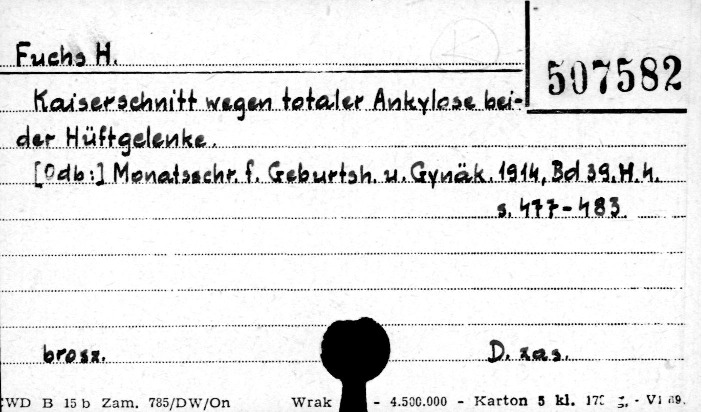 Fuchs H.
507582
Kaiserschnitt wegen totaler Ankylose bei-
der Hüftgelenke.
[Odb:] Monatsschr. f. Geburtsh. u. Gynäk. 1914, Bd 39. H. 4.
s. 477-483.
brosz. D. zas.
CWD B 15b Zam. 785/DW/On Wrak - 4.500.000 - Karton 5 kl.